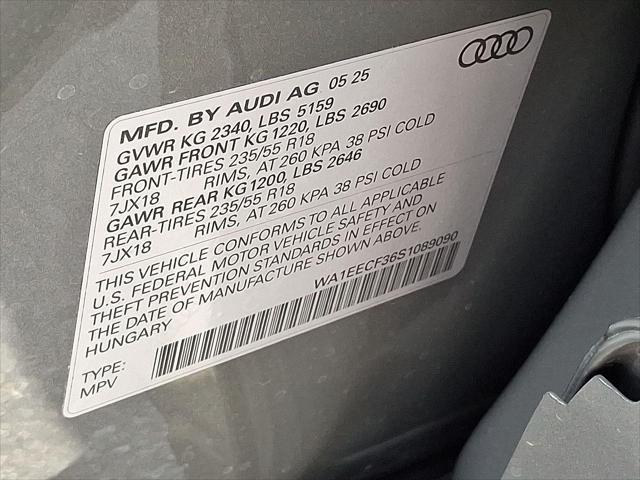 MFD. BY AUDI AG 05 25
GVWR KG 2340, LBS 5159
GAWR FRONT KG 1220, LBS 2690
FRONT-TIRES 235/55 R18
7JX18 RIMS, AT 260 KPA 38 PSI COLD
GAWR REAR KG 1200, LBS 2646
REAR-TIRES 235/55 R18
7JX18 RIMS, AT 260 KPA 38 PSI COLD
THIS VEHICLE CONFORMS TO ALL APPLICABLE
U.S. FEDERAL MOTOR VEHICLE SAFETY AND
THEFT PREVENTION STANDARDS IN EFFECT ON
THE DATE OF MANUFACTURE SHOWN ABOVE.
HUNGARY WA1EECF36S1089090
TYPE:
MPV